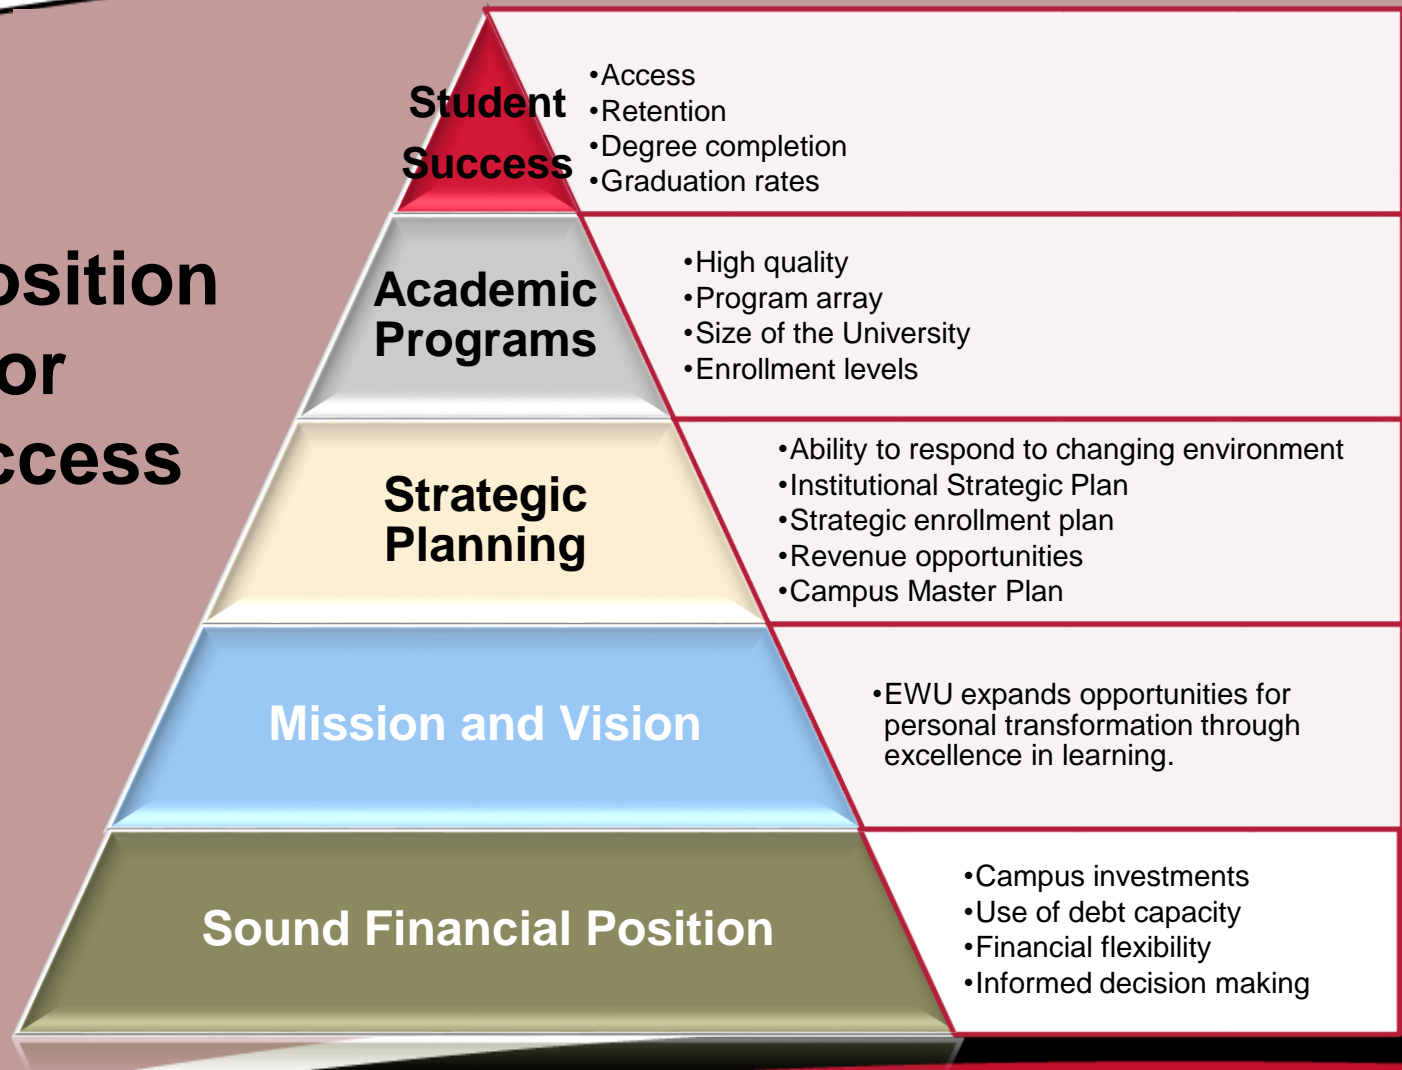 osition
or
ccess
Student
Success
•Access
•Retention
•Degree completion
•Graduation rates
Academic
Programs
•High quality
•Program array
•Size of the University
•Enrollment levels
Strategic
Planning
•Ability to respond to changing environment
•Institutional Strategic Plan
•Strategic enrollment plan
•Revenue opportunities
•Campus Master Plan
Mission and Vision
•EWU expands opportunities for
personal transformation through
excellence in learning.
Sound Financial Position
•Campus investments
•Use of debt capacity
•Financial flexibility
•Informed decision making